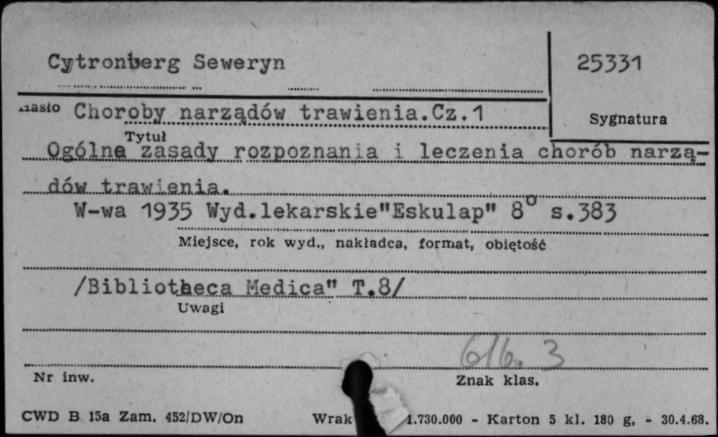 Cytronberg Seweryn
25331
Hasło
Choroby narządów trawienia.Cz.1
Sygnatura
Tytuł
Ogólne zasady rozpoznania i leczenia chorób narzą-
dów trawienia.
W-wa 1935 Wyd.lekarskie"Eskulap" 8° s.383
Miejsce, rok wyd., nakładca, format, objętość
/Bibliotheca Medica" T.8/
Uwagi
616. 3
Nr inw.
Znak klas.
CWD B 15a Zam. 452/DW/On Wrak 1.730.000 - Karton 5 kl. 180 g, - 30.4.68.